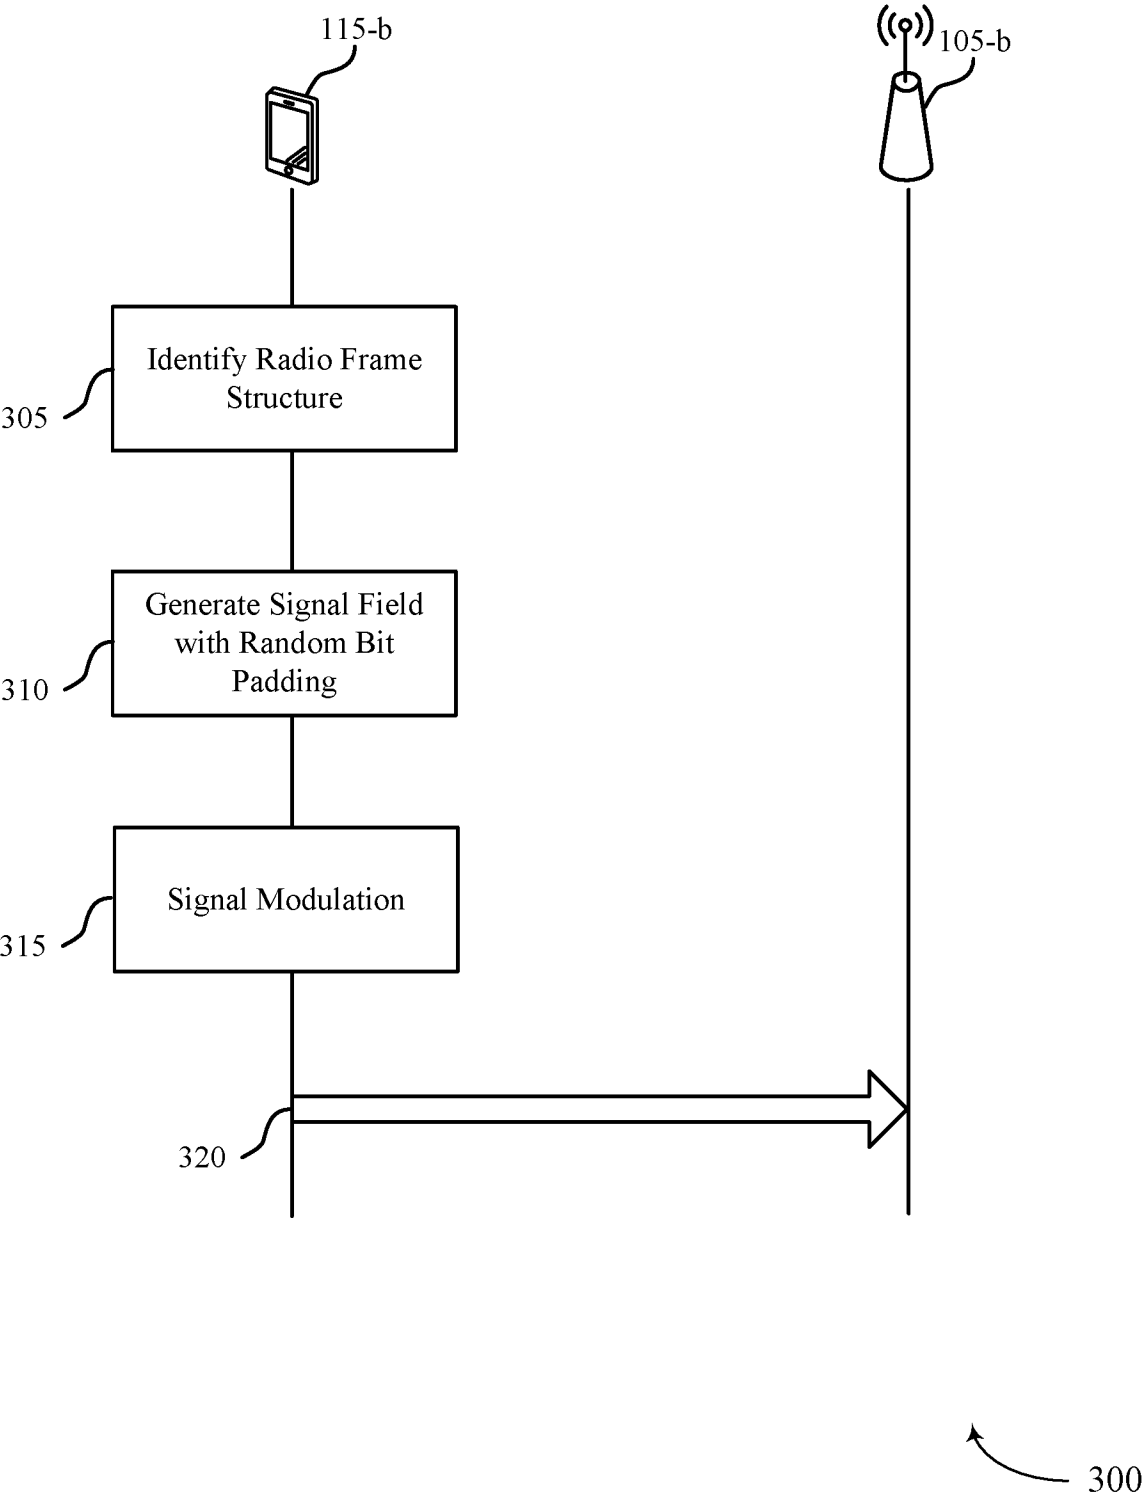 115-b
105-b
Identify Radio Frame
Structure
305
Generate Signal Field
with Random Bit
Padding
310
Signal Modulation
315
320
300